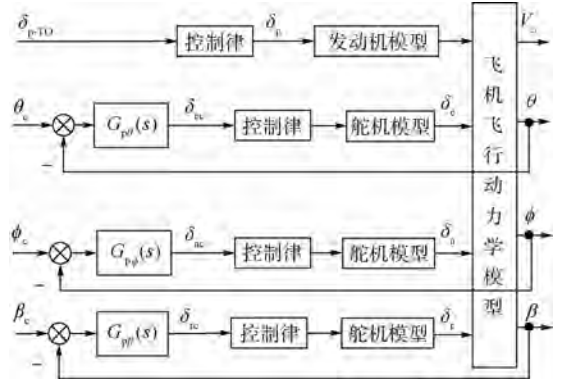 δp-TO 控制律 δp 发动机模型 V
θc Gpθ(s) δec 控制律 舵机模型 δe θ
−
飞机飞行动力学模型
ϕc Gpϕ(s) δac 控制律 舵机模型 δa ϕ
−
βc Gpβ(s) δrc 控制律 舵机模型 δr β
−